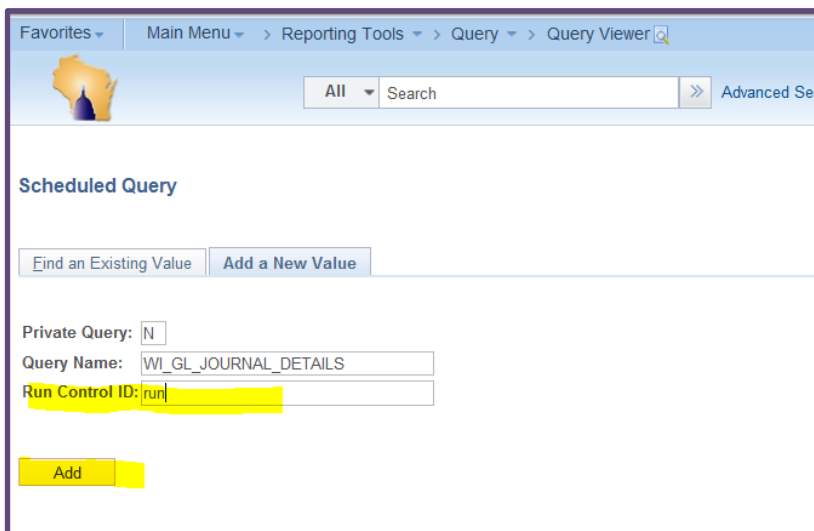 Favorites Main Menu > Reporting Tools > Query > Query Viewer
All Search >> Advanced Se
Scheduled Query
Find an Existing Value Add a New Value
Private Query: N
Query Name: WI_GL_JOURNAL_DETAILS
Run Control ID: run
Add